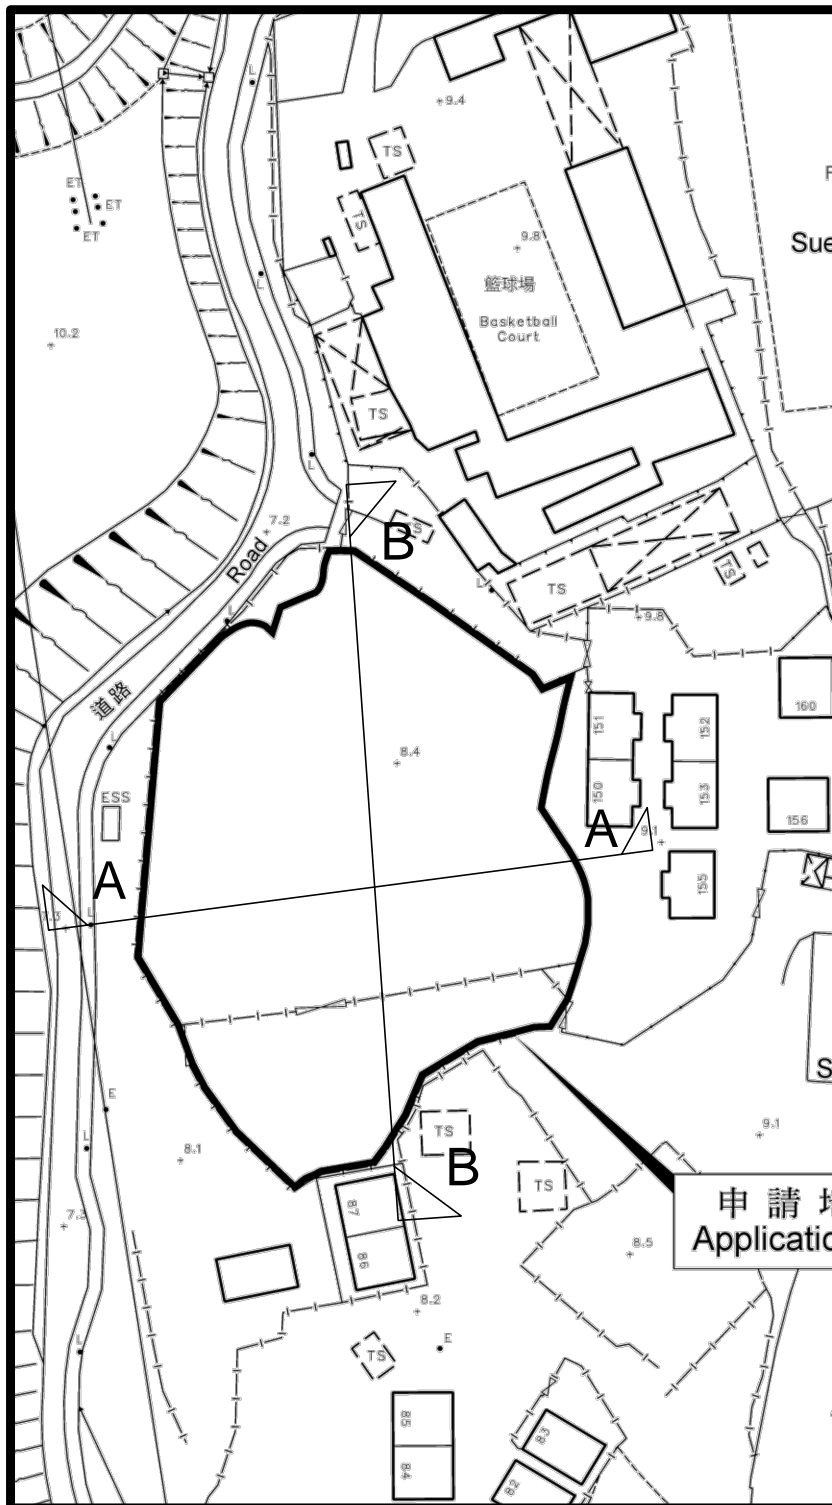 L
9.4
TS
ET
ET
ET
TS
9.8
Sue
籃球場
L
10.2
Basketball
Court
TS
L
7.2
TS
B
Road
L
TS
TS
L
9.8
道路
151
152
160
L
8.4
150
153
ESS
156
A
9.1
A
155
7.3
L
E
S
9.1
TS
L
8.1
B
TS
申請場
Applicatio
87
7.3
86
8.5
8.2
L
E
TS
85
83
84
82